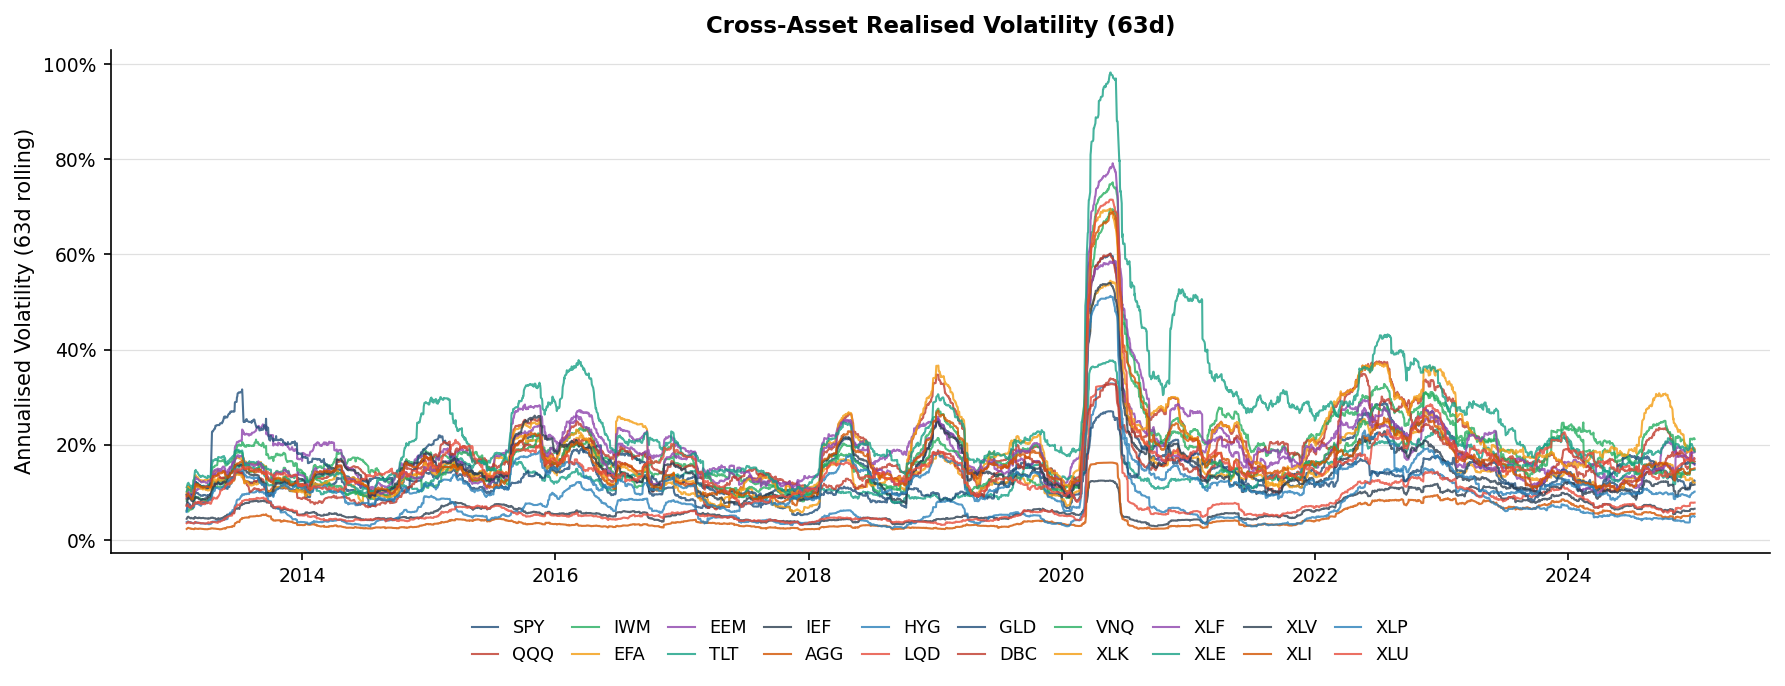 Cross-Asset Realised Volatility (63d)
Annualised Volatility (63d rolling)
100%
80%
60%
40%
20%
0%
2014 2016 2018 2020 2022 2024
SPY IWM EEM IEF HYG GLD VNQ XLF XLV XLP
QQQ EFA TLT AGG LQD DBC XLK XLE XLI XLU